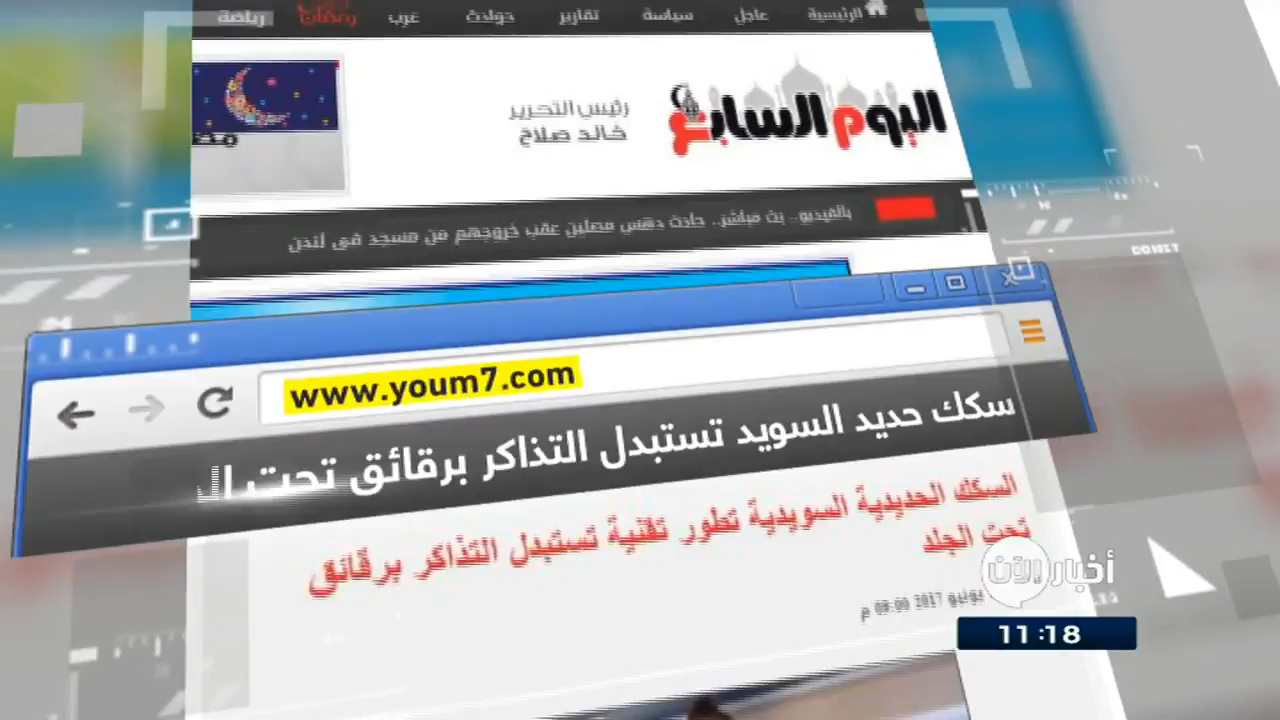 الرئيسية عاجل سياسة تقارير حوادث عرب رمضان رياضة
اليوم السابع
رئيس التحرير
خالد صلاح
بالفيديو.. بث مباشر.. حادث دهس مصلين عقب خروجهم من مسجد فى لندن
www.youm7.com
سكك حديد السويد تستبدل التذاكر برقائق تحت ال
السكك الحديدية السويدية تطور تقنية تستبدل التذاكر برقائق
تحت الجلد
يونيو 2017 08:00 م
أخبار الآن
11:18